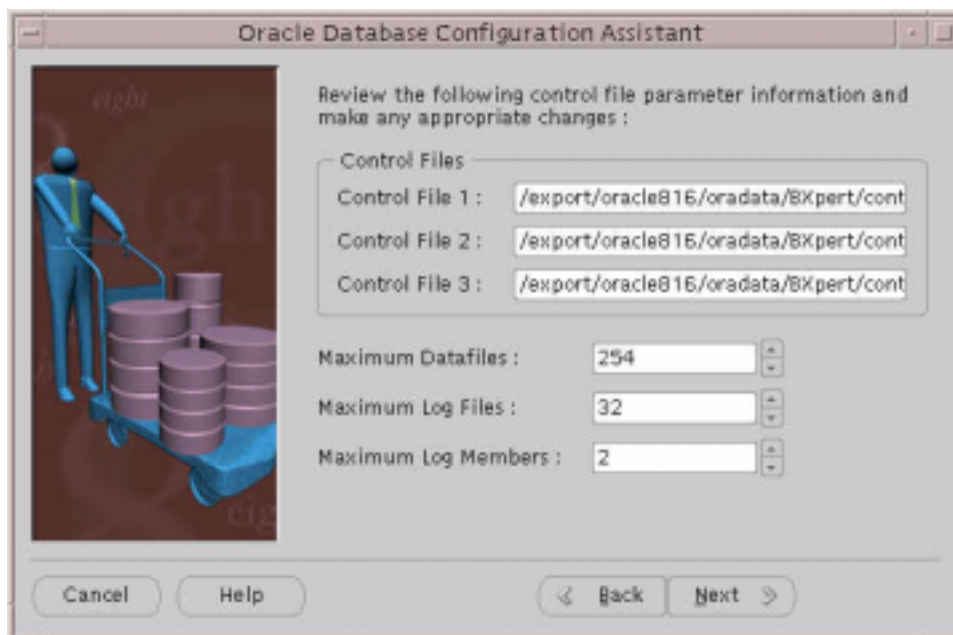 Oracle Database Configuration Assistant
eight
Review the following control file parameter information and
make any appropriate changes :
Control Files
Control File 1 : /export/oracle816/oradata/BXpert/cont
Control File 2 : /export/oracle816/oradata/BXpert/cont
Control File 3 : /export/oracle816/oradata/BXpert/cont
Maximum Datafiles : 254
Maximum Log Files : 32
Maximum Log Members : 2
Cancel Help Back Next